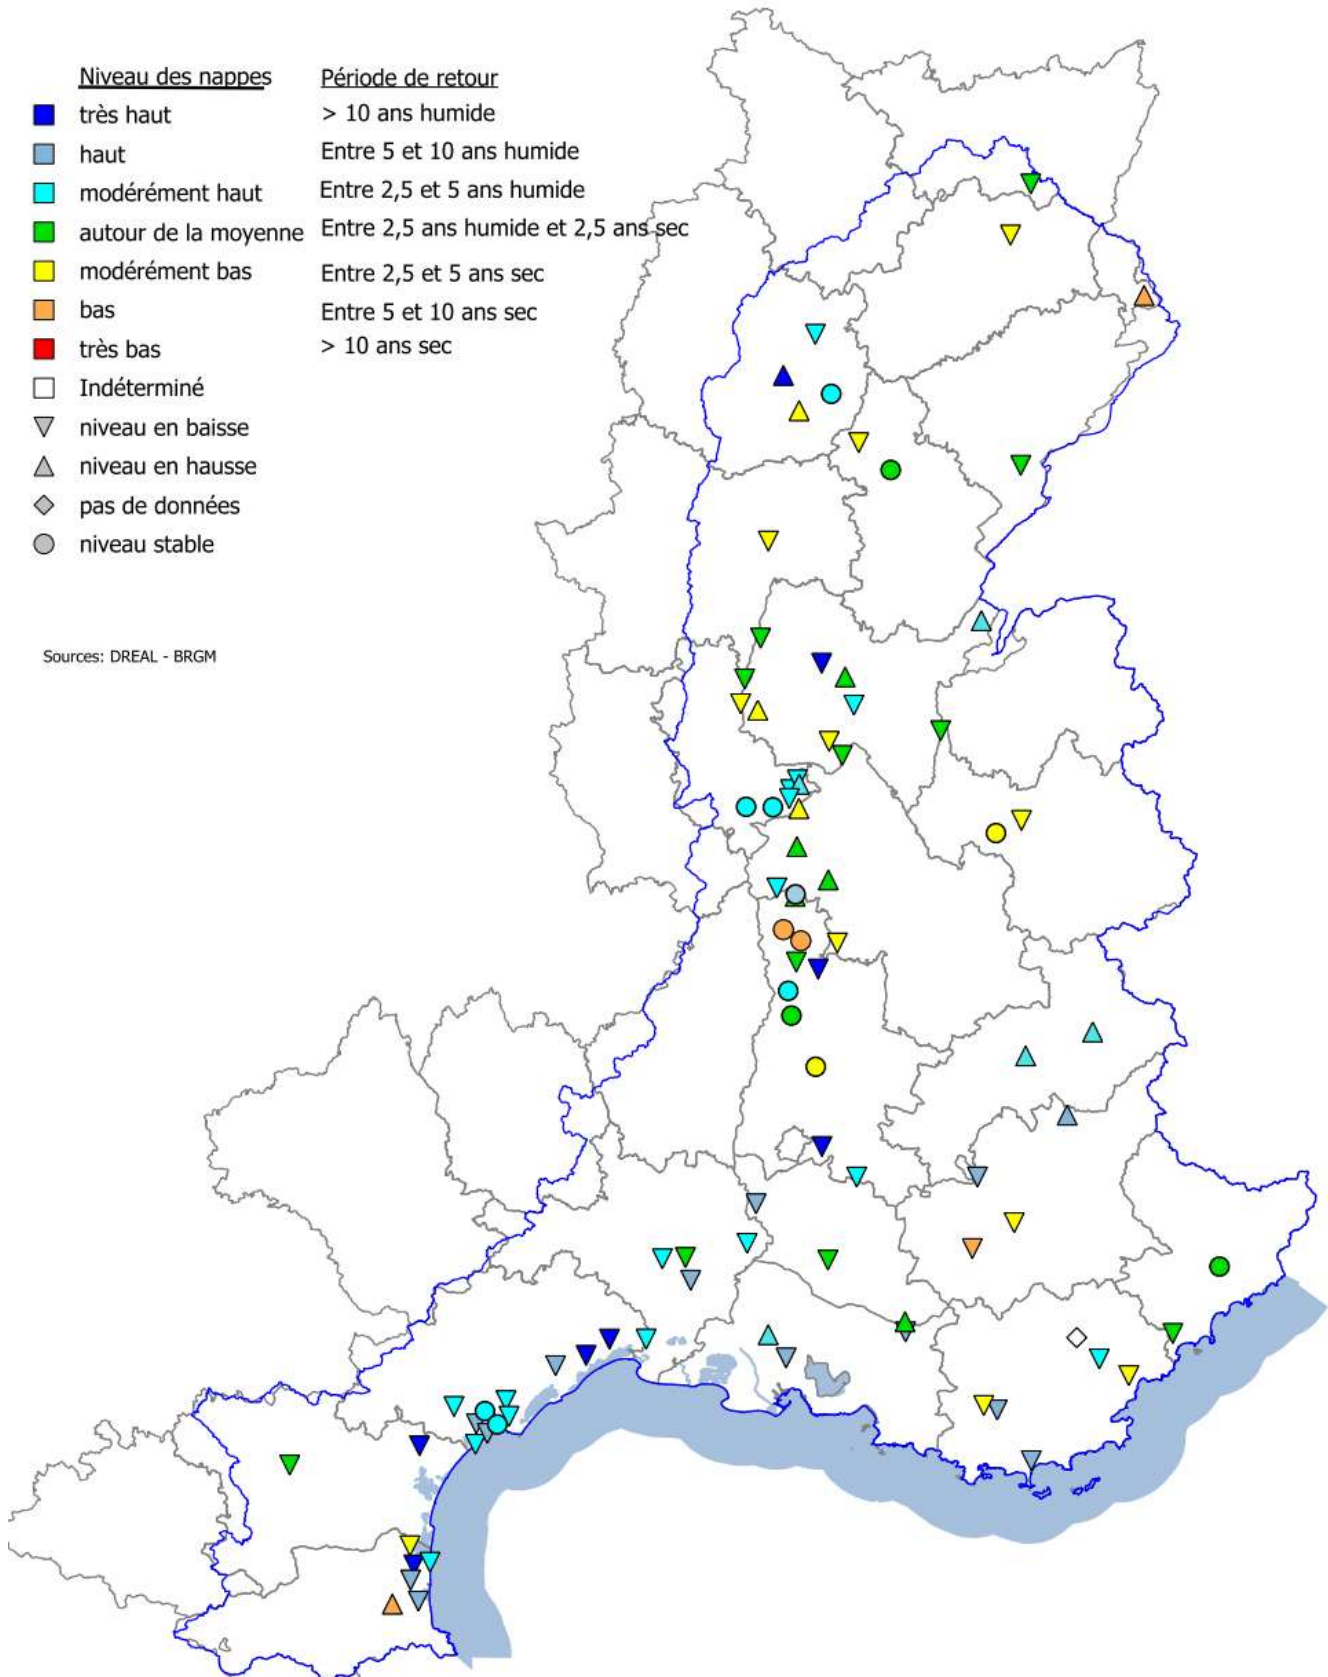 Niveau des nappes Période de retour
très haut > 10 ans humide
haut Entre 5 et 10 ans humide
modérément haut Entre 2,5 et 5 ans humide
autour de la moyenne Entre 2,5 ans humide et 2,5 ans sec
modérément bas Entre 2,5 et 5 ans sec
bas Entre 5 et 10 ans sec
très bas > 10 ans sec
Indéterminé
niveau en baisse
niveau en hausse
pas de données
niveau stable
Sources: DREAL - BRGM